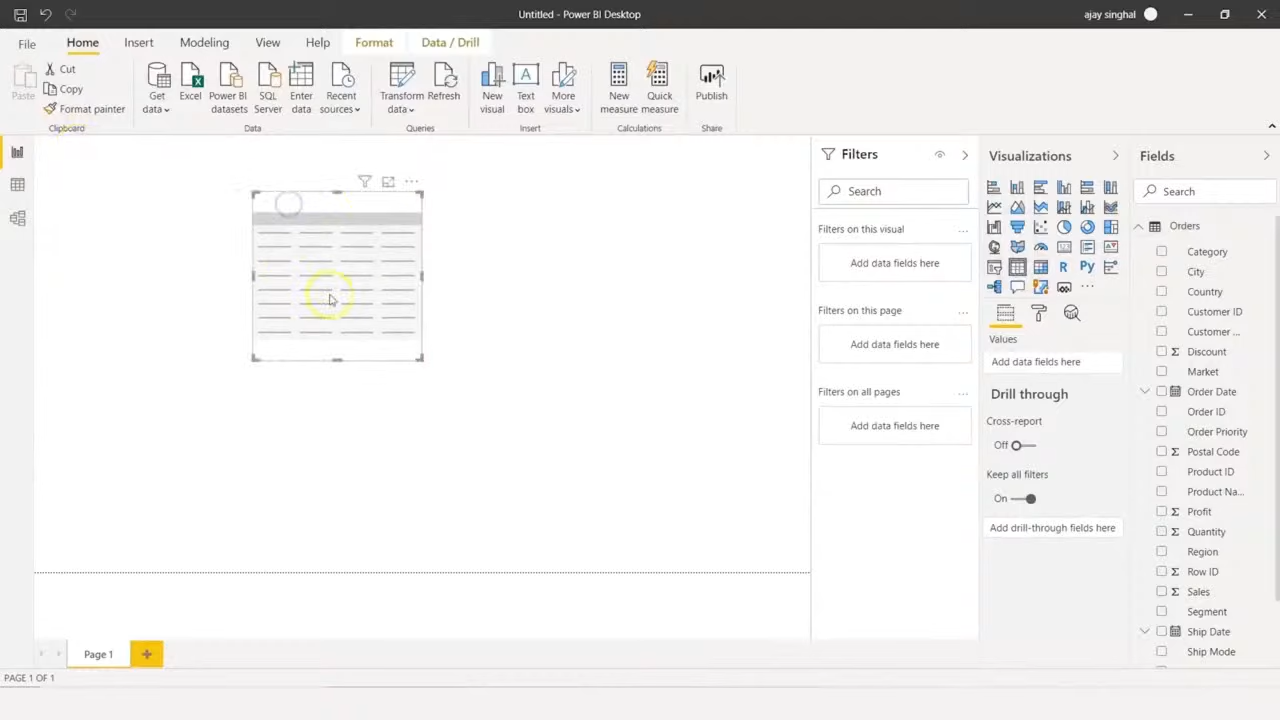 Untitled - Power BI Desktop
ajay singhal
File
Home
Insert
Modeling
View
Help
Format
Data / Drill
Paste
Cut
Copy
Format painter
Clipboard
Get data
Excel
Power BI datasets
SQL Server
Enter data
Recent sources
Data
Transform data
Refresh
Queries
New visual
Text box
More visuals
Insert
New measure
Quick measure
Calculations
Publish
Share
Filters
Search
Filters on this visual
Add data fields here
Filters on this page
Add data fields here
Filters on all pages
Add data fields here
Visualizations
R
Py
Values
Add data fields here
Drill through
Cross-report
Off
Keep all filters
On
Add drill-through fields here
Fields
Search
Orders
Category
City
Country
Customer ID
Customer ...
Discount
Market
Order Date
Order ID
Order Priority
Postal Code
Product ID
Product Na...
Profit
Quantity
Region
Row ID
Sales
Segment
Ship Date
Ship Mode
Page 1
PAGE 1 OF 1